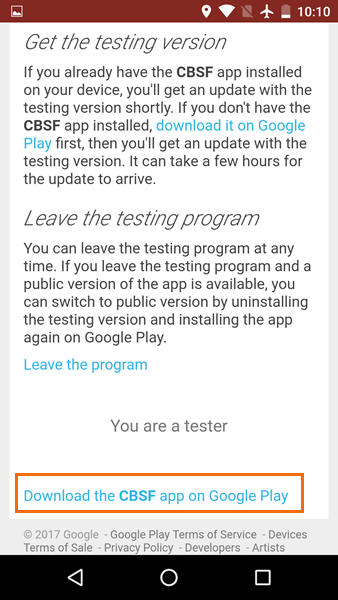 10:10
Get the testing version
If you already have the CBSF app installed
on your device, you'll get an update with the
testing version shortly. If you don't have the
CBSF app installed, download it on Google
Play first, then you'll get an update with the
testing version. It can take a few hours for
the update to arrive.
Leave the testing program
You can leave the testing program at any
time. If you leave the testing program and a
public version of the app is available, you
can switch to public version by uninstalling
the testing version and installing the app
again on Google Play.
Leave the program
You are a tester
Download the CBSF app on Google Play
© 2017 Google - Google Play Terms of Service - Devices
Terms of Sale - Privacy Policy - Developers - Artists